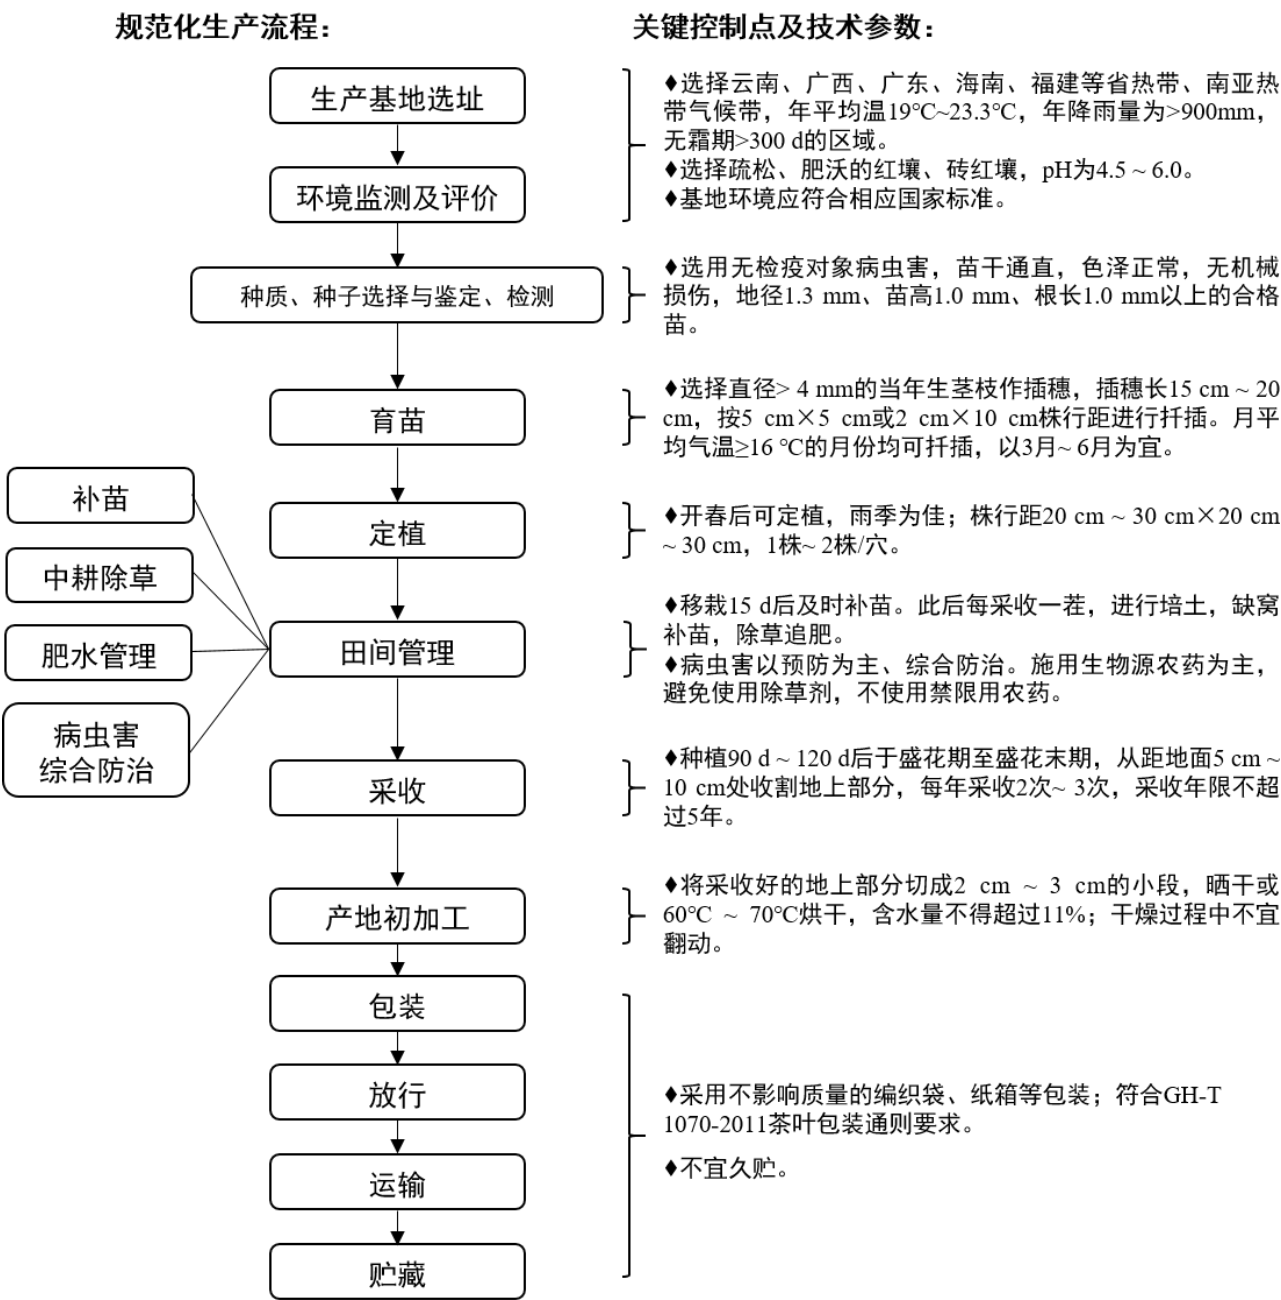 规范化生产流程：
关键控制点及技术参数：
生产基地选址
环境监测及评价
♦选择云南、广西、广东、海南、福建等省热带、南亚热
带气候带，年平均温19℃~23.3℃，年降雨量为>900mm，
无霜期>300 d的区域。
♦选择疏松、肥沃的红壤、砖红壤，pH为4.5 ~ 6.0。
♦基地环境应符合相应国家标准。
种质、种子选择与鉴定、检测
♦选用无检疫对象病虫害，苗干通直，色泽正常，无机械
损伤，地径1.3 mm、苗高1.0 mm、根长1.0 mm以上的合格
苗。
育苗
♦选择直径> 4 mm的当年生茎枝作插穗，插穗长15 cm ~ 20
cm，按5 cm×5 cm或2 cm×10 cm株行距进行扦插。月平
均气温≥16 ℃的月份均可扦插，以3月~ 6月为宜。
定植
♦开春后可定植，雨季为佳；株行距20 cm ~ 30 cm×20 cm
~ 30 cm，1株~ 2株/穴。
补苗
中耕除草
肥水管理
病虫害
综合防治
田间管理
♦移栽15 d后及时补苗。此后每采收一茬，进行培土，缺窝
补苗，除草追肥。
♦病虫害以预防为主、综合防治。施用生物源农药为主，
避免使用除草剂，不使用禁限用农药。
采收
♦种植90 d ~ 120 d后于盛花期至盛花末期，从距地面5 cm ~
10 cm处收割地上部分，每年采收2次~ 3次，采收年限不超
过5年。
产地初加工
♦将采收好的地上部分切成2 cm ~ 3 cm的小段，晒干或
60℃ ~ 70℃烘干，含水量不得超过11%；干燥过程中不宜
翻动。
包装
放行
运输
贮藏
♦采用不影响质量的编织袋、纸箱等包装；符合GH-T
1070-2011茶叶包装通则要求。
♦不宜久贮。